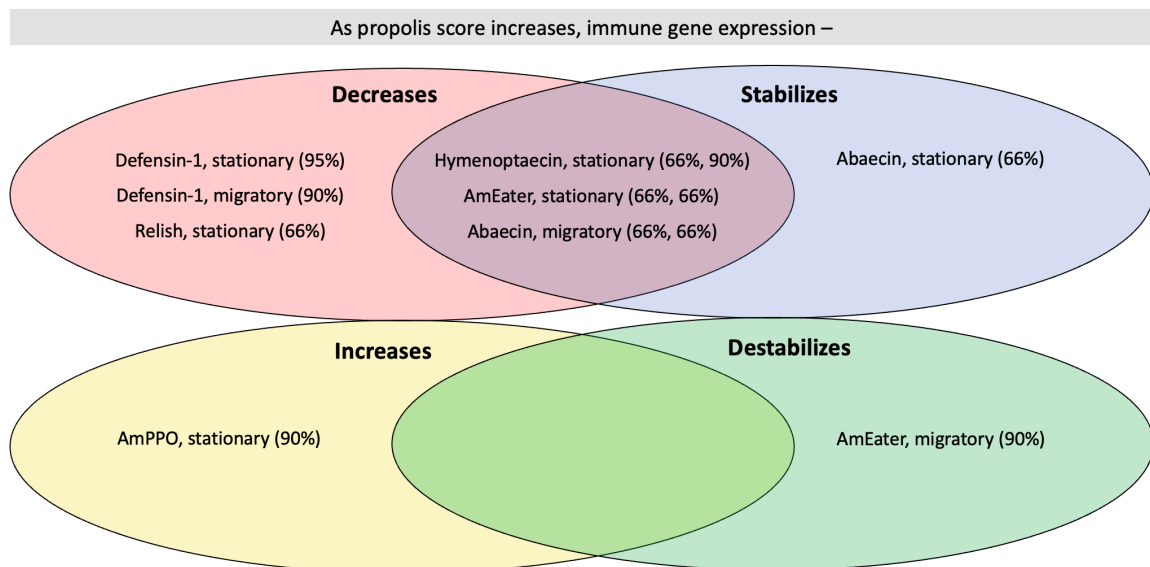 As propolis score increases, immune gene expression –
Decreases
Stabilizes
Defensin-1, stationary (95%)
Defensin-1, migratory (90%)
Relish, stationary (66%)
Hymenoptaecin, stationary (66%, 90%)
AmEater, stationary (66%, 66%)
Abaecin, migratory (66%, 66%)
Abaecin, stationary (66%)
Increases
Destabilizes
AmPPO, stationary (90%)
AmEater, migratory (90%)